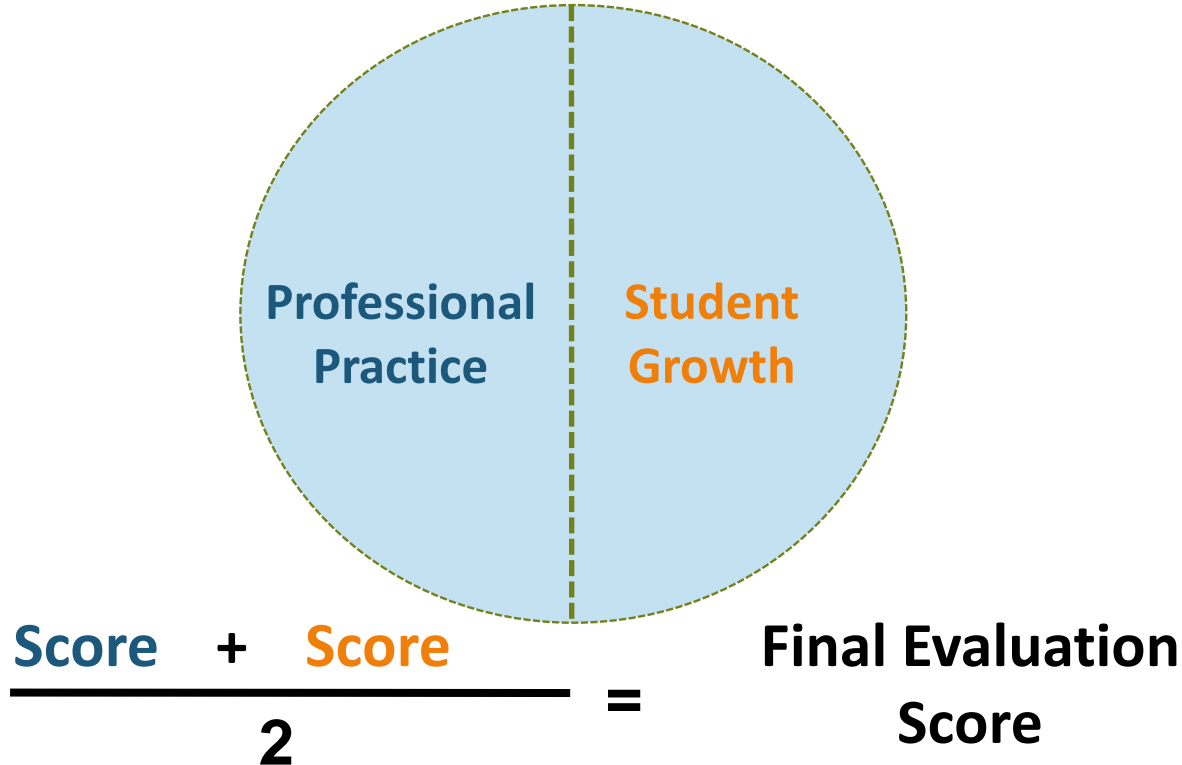 Professional
Practice
Student
Growth
Score + Score
2
=
Final Evaluation
Score